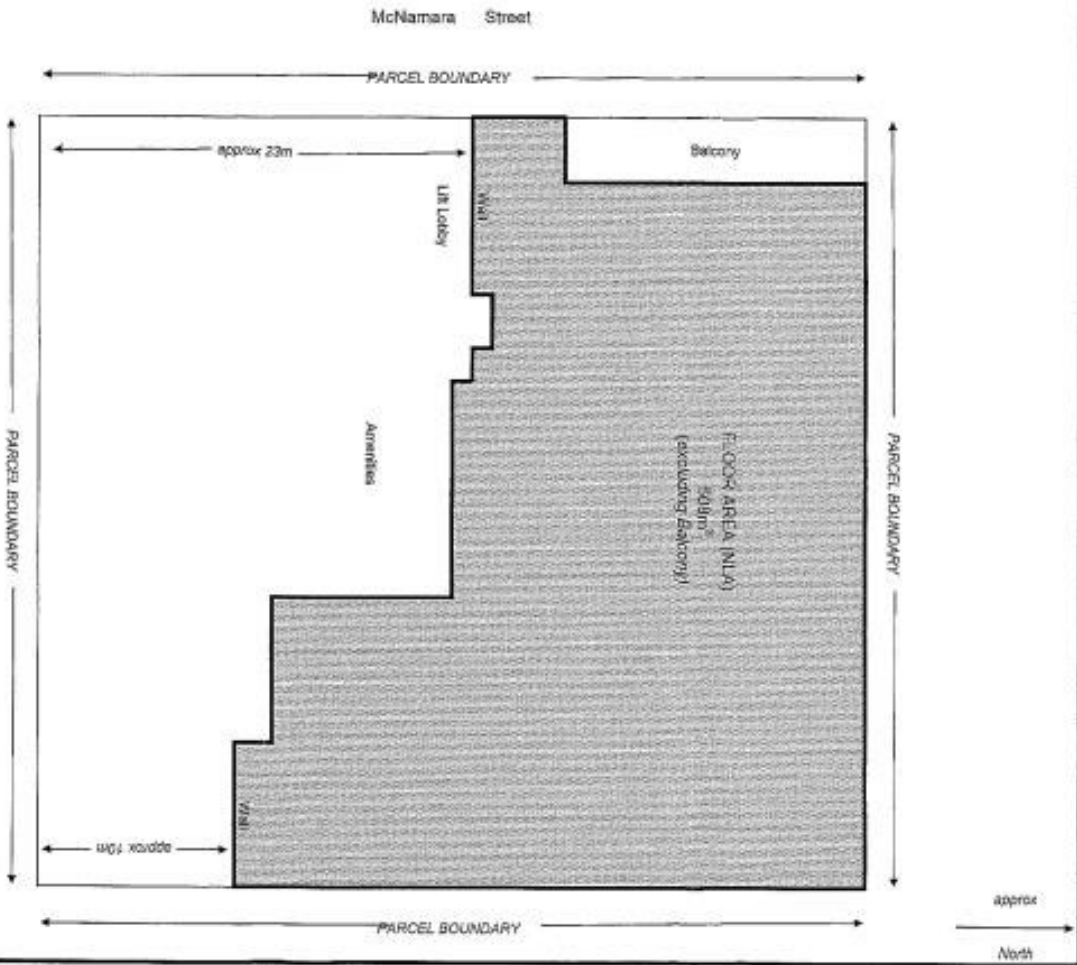 McNamara Street
PARCEL BOUNDARY
approx 23m
Balcony
Wall
Lift Lobby
Amenities
FLOOR AREA (NLA)
508m²
(excluding Balcony)
PARCEL BOUNDARY
PARCEL BOUNDARY
Wall
approx 10m
PARCEL BOUNDARY
approx
North